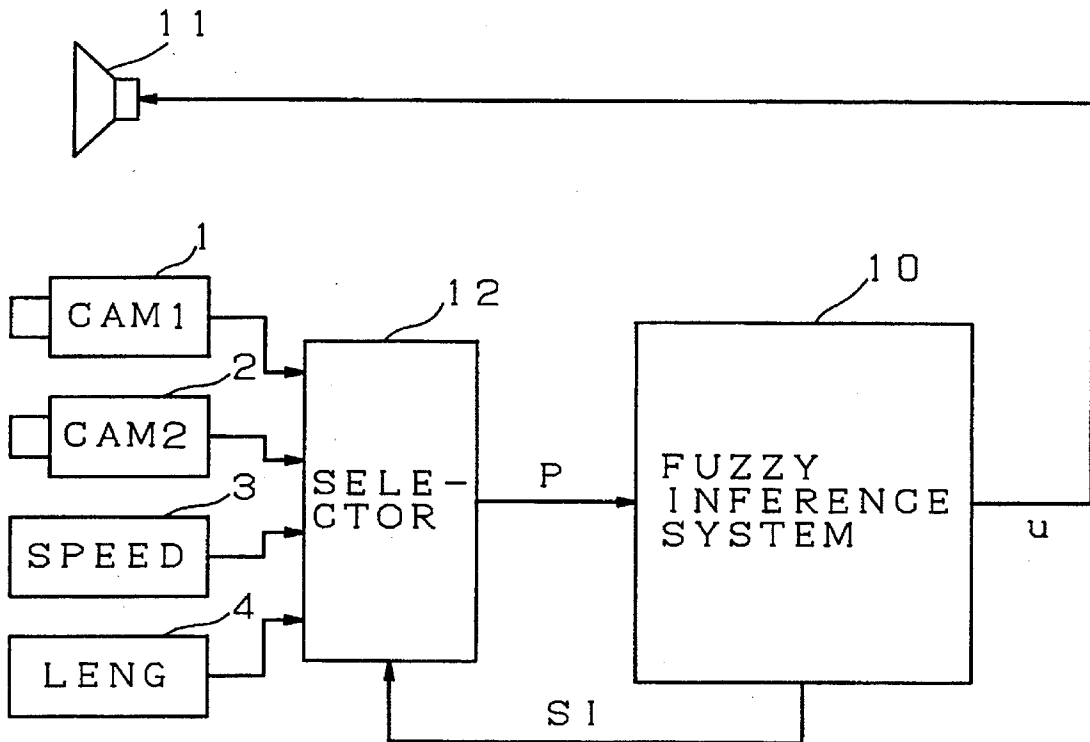 11
1
CAM1
12
10
2
CAM2
3
SPEED
SELE-
CTOR
P
FUZZY
INFERENCE
SYSTEM
u
4
LENG
SI